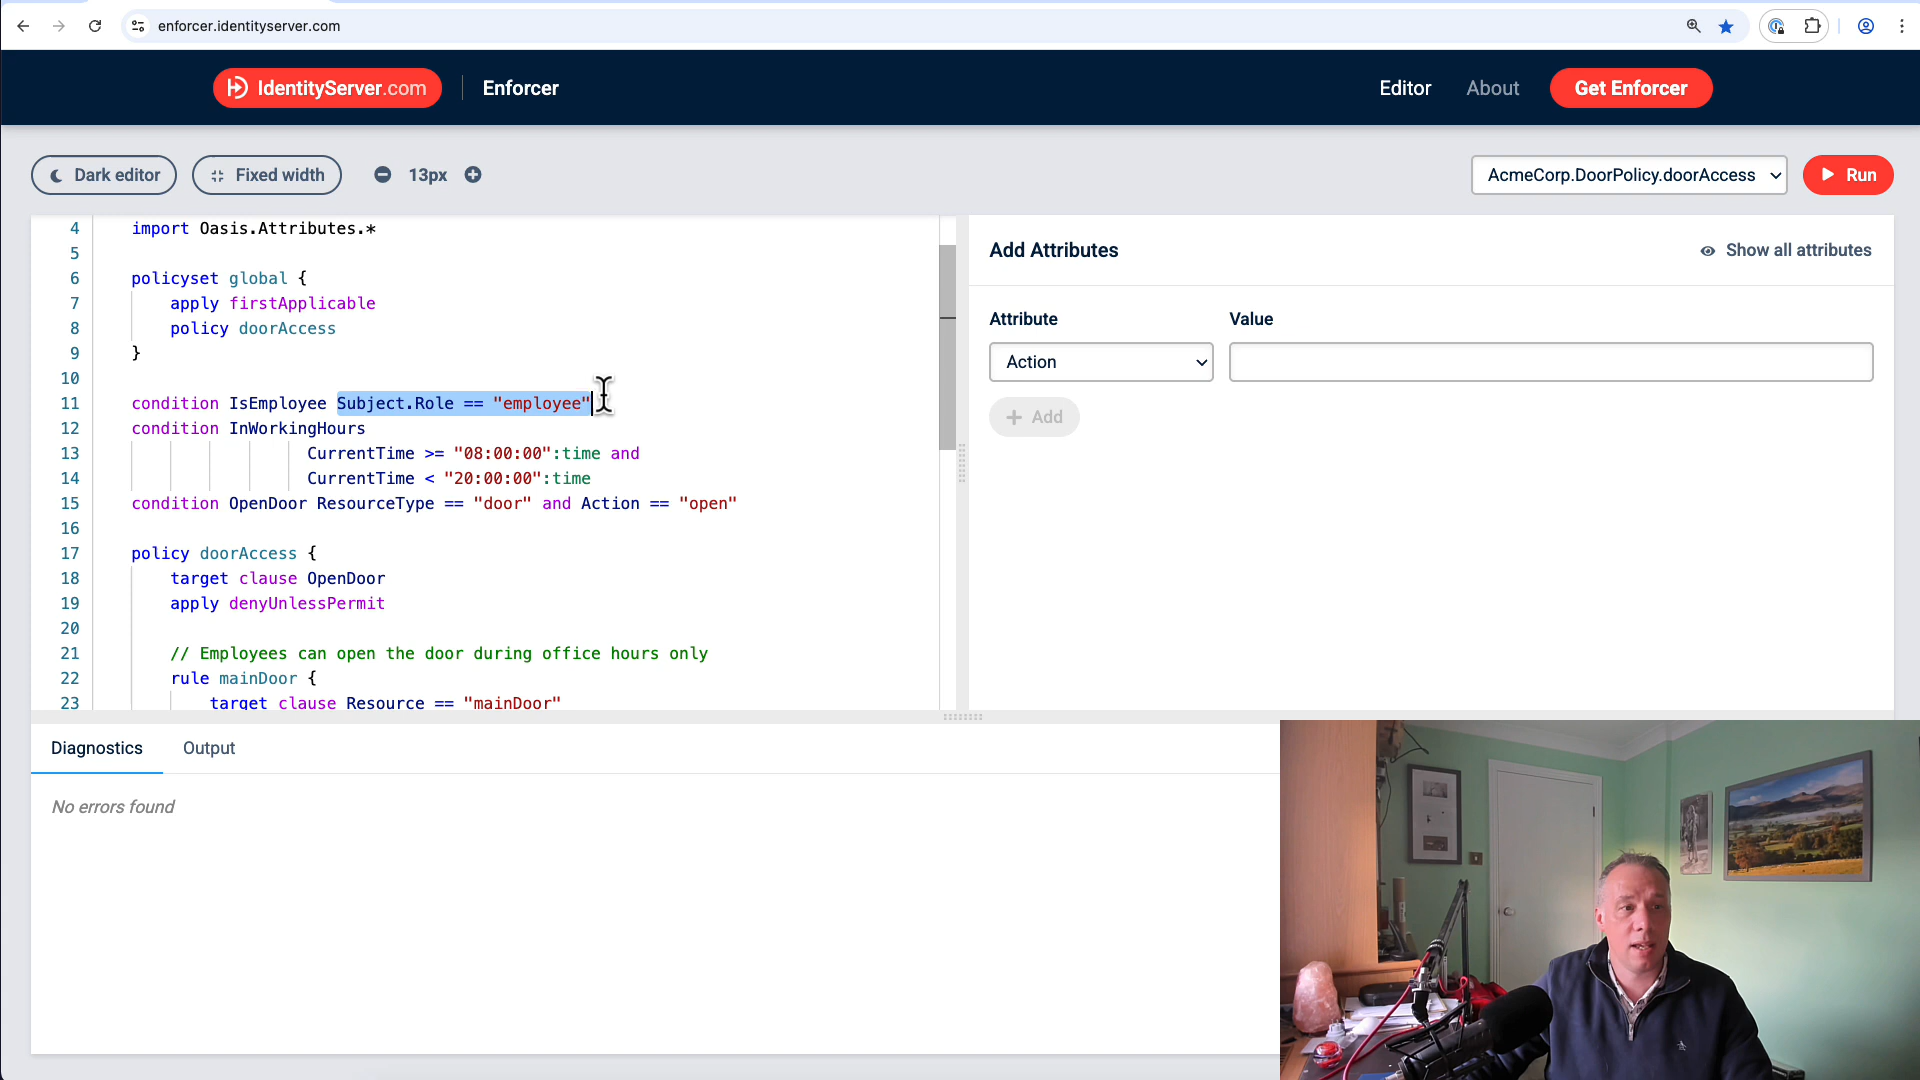 enforcer.identityserver.com
IdentityServer.com
Enforcer
Editor
About
Get Enforcer
Dark editor
Fixed width
13px
AcmeCorp.DoorPolicy.doorAccess
Run
4 import Oasis.Attributes.*
5
6 policyset global {
7 apply firstApplicable
8 policy doorAccess
9 }
10
11 condition IsEmployee Subject.Role == "employee"
12 condition InWorkingHours
13 CurrentTime >= "08:00:00":time and
14 CurrentTime < "20:00:00":time
15 condition OpenDoor ResourceType == "door" and Action == "open"
16
17 policy doorAccess {
18 target clause OpenDoor
19 apply denyUnlessPermit
20
21 // Employees can open the door during office hours only
22 rule mainDoor {
23 target clause Resource == "mainDoor"
Add Attributes
Show all attributes
Attribute
Value
Action
+ Add
Diagnostics
Output
No errors found